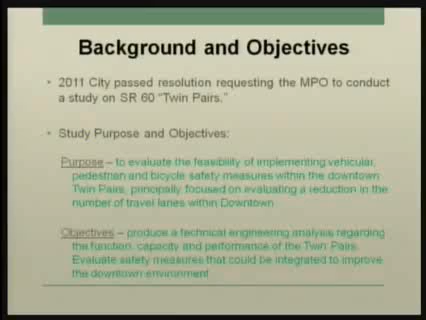 Background and Objectives
• 2011 City passed resolution requesting the MPO to conduct
a study on SR 60 “Twin Pairs.”
• Study Purpose and Objectives:
Purpose – to evaluate the feasibility of implementing vehicular,
pedestrian and bicycle safety measures within the downtown
Twin Pairs, principally focused on evaluating a reduction in the
number of travel lanes within Downtown
Objectives – produce a technical engineering analysis regarding
the function, capacity and performance of the Twin Pairs.
Evaluate safety measures that could be integrated to improve
the downtown environment